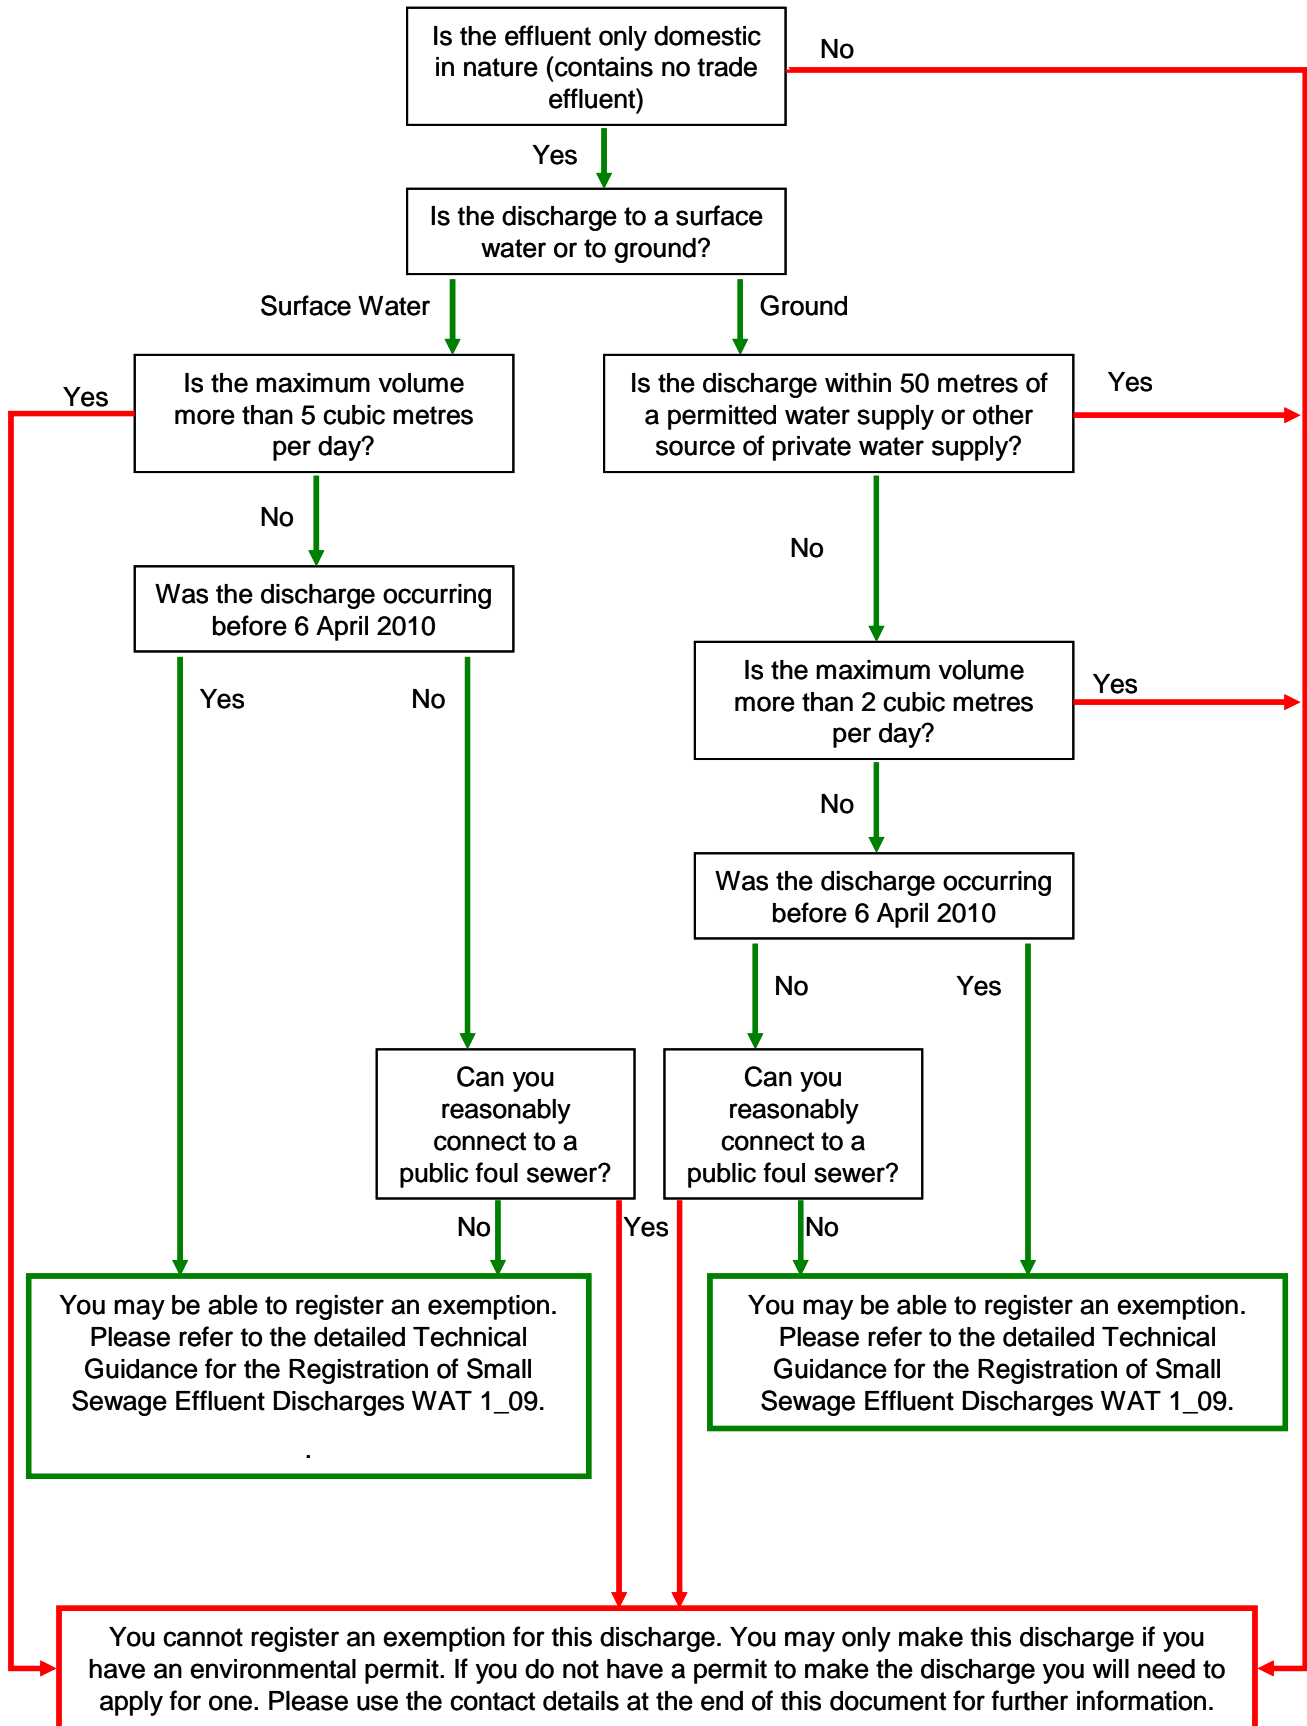 Is the effluent only domestic
in nature (contains no trade
effluent)
No
Yes
Is the discharge to a surface
water or to ground?
Surface Water
Ground
Yes
Is the maximum volume
more than 5 cubic metres
per day?
Is the discharge within 50 metres of
a permitted water supply or other
source of private water supply?
Yes
No
No
Was the discharge occurring
before 6 April 2010
Is the maximum volume
more than 2 cubic metres
per day?
Yes
Yes
No
No
Was the discharge occurring
before 6 April 2010
No
Yes
Can you
reasonably
connect to a
public foul sewer?
Can you
reasonably
connect to a
public foul sewer?
No
Yes
No
You may be able to register an exemption.
Please refer to the detailed Technical
Guidance for the Registration of Small
Sewage Effluent Discharges WAT 1_09.
.
You may be able to register an exemption.
Please refer to the detailed Technical
Guidance for the Registration of Small
Sewage Effluent Discharges WAT 1_09.
You cannot register an exemption for this discharge. You may only make this discharge if you
have an environmental permit. If you do not have a permit to make the discharge you will need to
apply for one. Please use the contact details at the end of this document for further information.